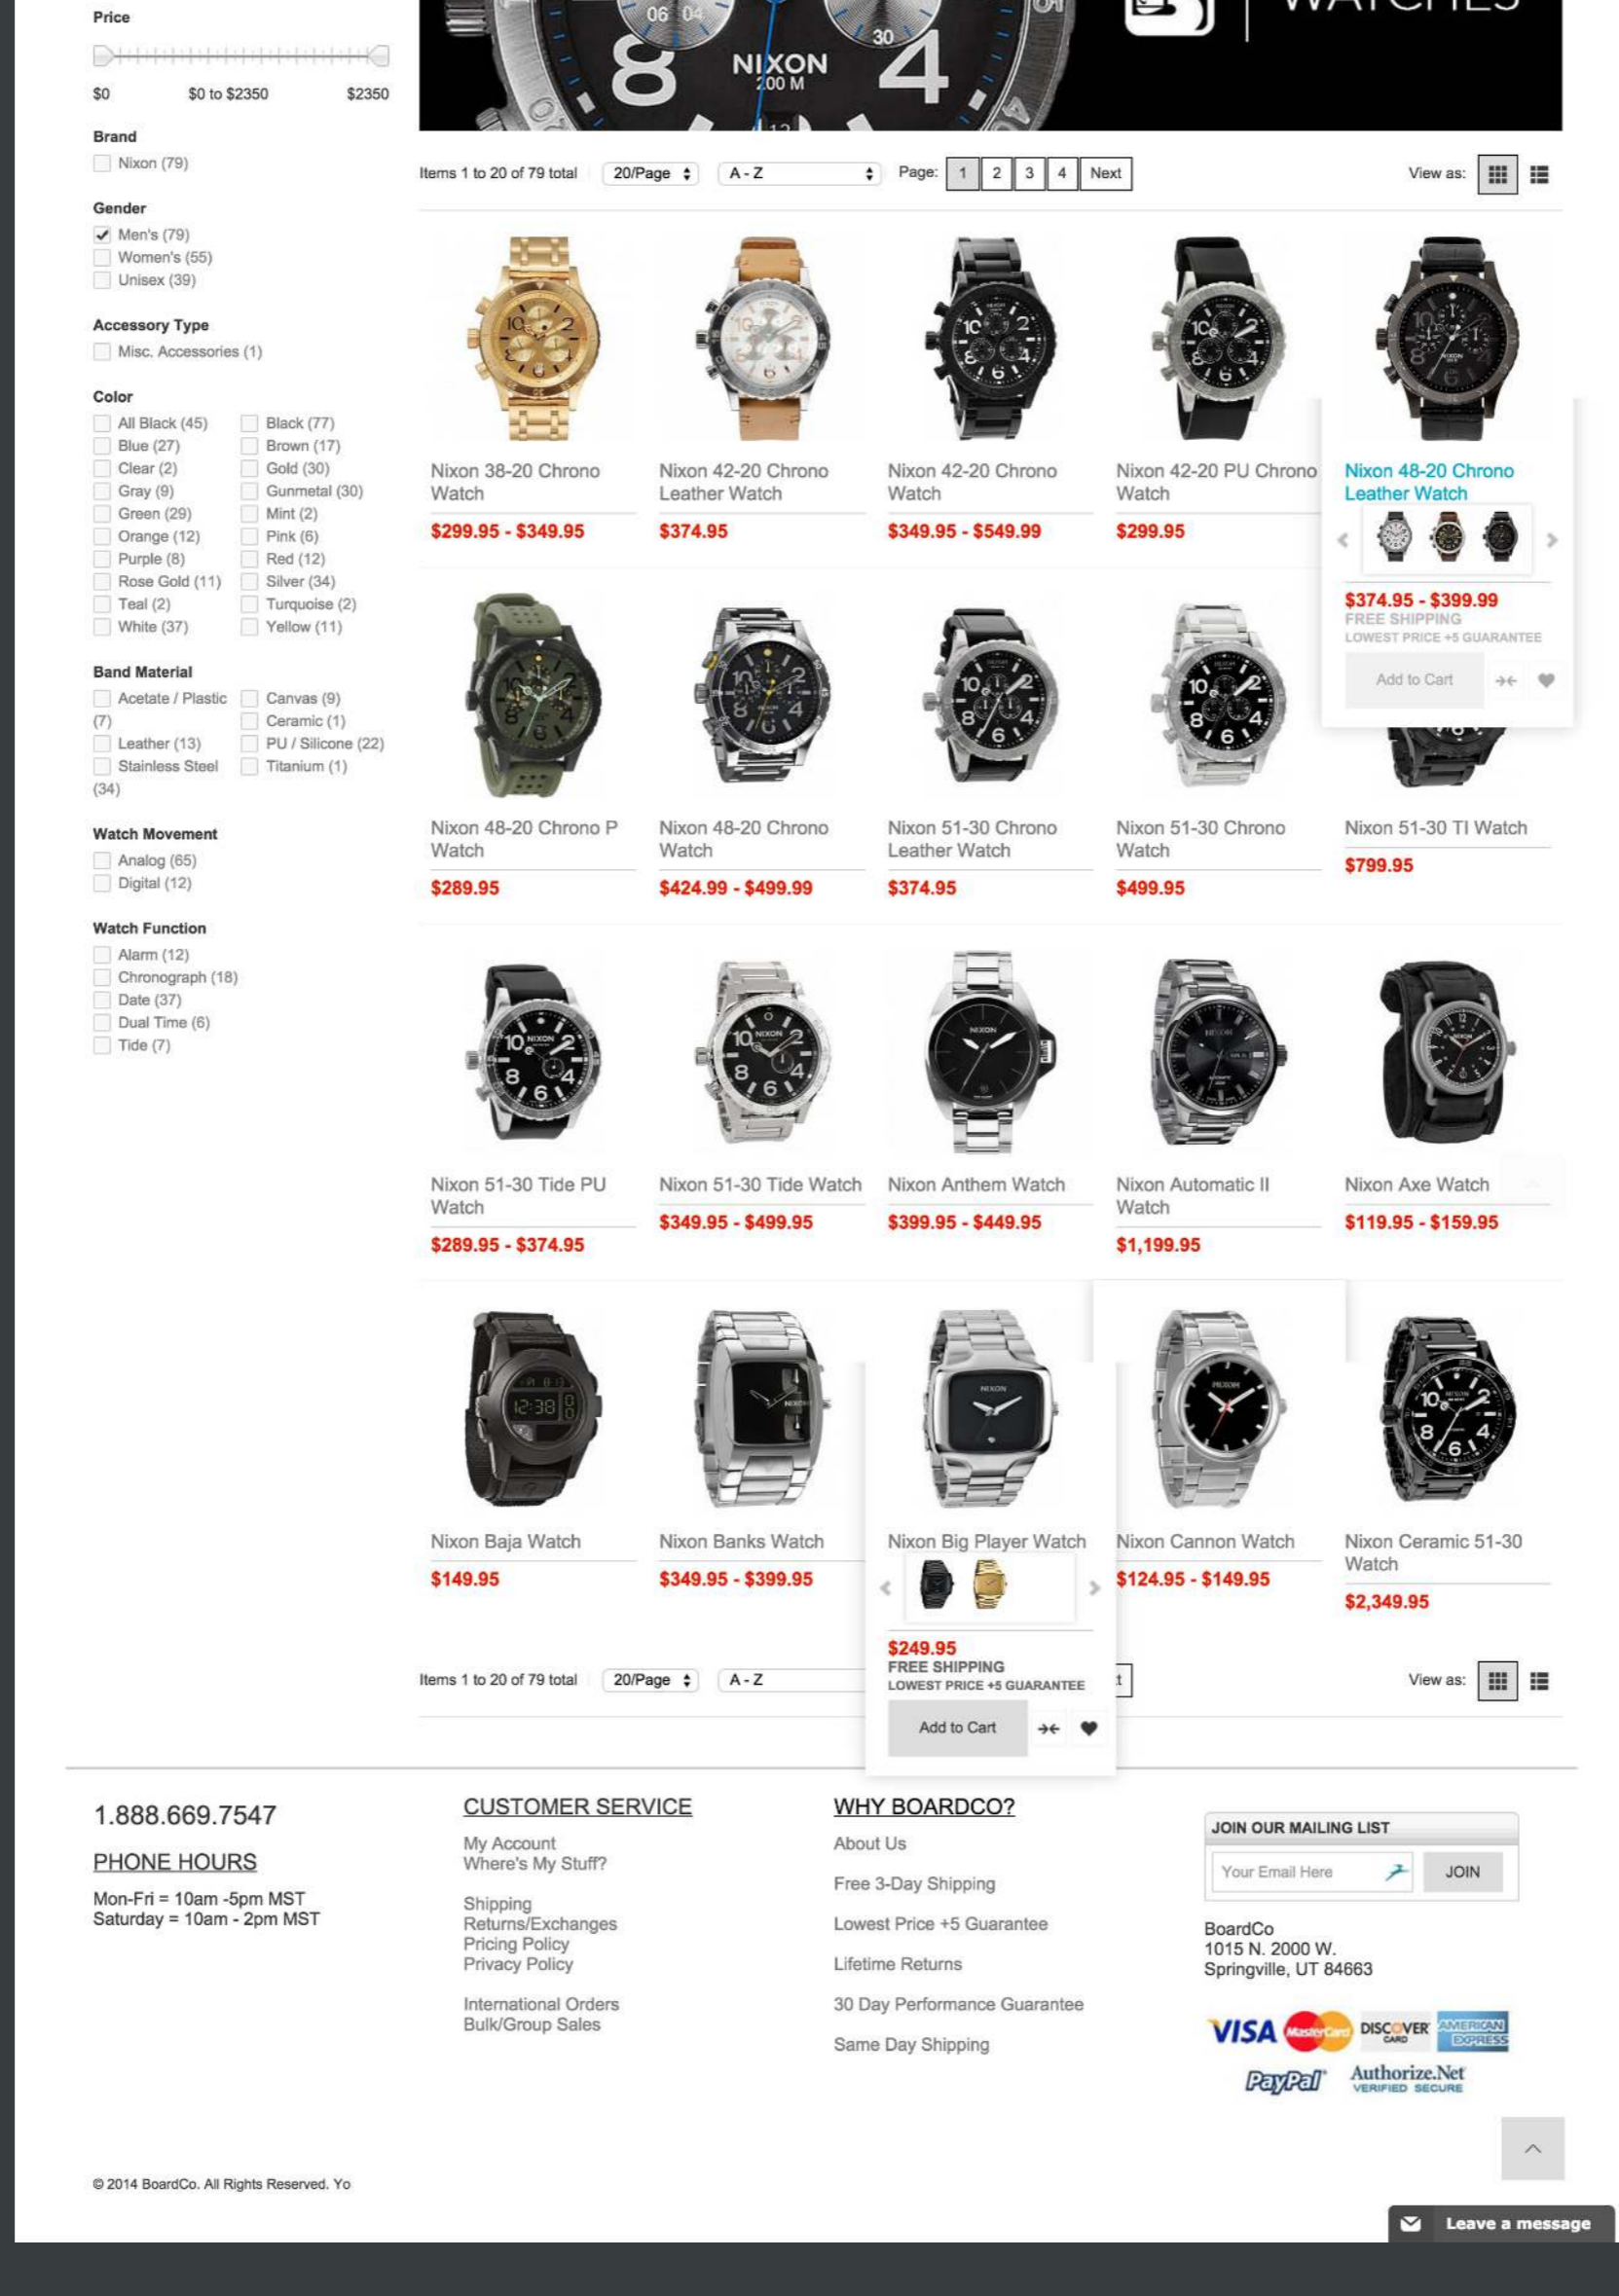 Price
$0 $0 to $2350 $2350
Brand
Nixon (79)
Gender
Men's (79)
Women's (55)
Unisex (39)
Accessory Type
Misc. Accessories (1)
Color
All Black (45) Black (77)
Blue (27) Brown (17)
Clear (2) Gold (30)
Gray (9) Gunmetal (30)
Green (29) Mint (2)
Orange (12) Pink (6)
Purple (8) Red (12)
Rose Gold (11) Silver (34)
Teal (2) Turquoise (2)
White (37) Yellow (11)
Band Material
Acetate / Plastic Canvas (9)
(7) Ceramic (1)
Leather (13) PU / Silicone (22)
Stainless Steel Titanium (1)
(34)
Watch Movement
Analog (65)
Digital (12)
Watch Function
Alarm (12)
Chronograph (18)
Date (37)
Dual Time (6)
Tide (7)
06 04
30
8 NIXON 4
200 M
WATCHES
Items 1 to 20 of 79 total 20/Page A - Z Page: 1 2 3 4 Next View as:
Nixon 38-20 Chrono
Watch
$299.95 - $349.95
Nixon 42-20 Chrono
Leather Watch
$374.95
Nixon 42-20 Chrono
Watch
$349.95 - $549.99
Nixon 42-20 PU Chrono
Watch
$299.95
Nixon 48-20 Chrono
Leather Watch
$374.95 - $399.99
FREE SHIPPING
LOWEST PRICE +5 GUARANTEE
Add to Cart
Nixon 48-20 Chrono P
Watch
$289.95
Nixon 48-20 Chrono
Watch
$424.99 - $499.99
Nixon 51-30 Chrono
Leather Watch
$374.95
Nixon 51-30 Chrono
Watch
$499.95
Nixon 51-30 TI Watch
$799.95
Nixon 51-30 Tide PU
Watch
$289.95 - $374.95
Nixon 51-30 Tide Watch
$349.95 - $499.95
Nixon Anthem Watch
$399.95 - $449.95
Nixon Automatic II
Watch
$1,199.95
Nixon Axe Watch
$119.95 - $159.95
Nixon Baja Watch
$149.95
Nixon Banks Watch
$349.95 - $399.95
Nixon Big Player Watch
$249.95
FREE SHIPPING
LOWEST PRICE +5 GUARANTEE
Add to Cart
Nixon Cannon Watch
$124.95 - $149.95
Nixon Ceramic 51-30
Watch
$2,349.95
Items 1 to 20 of 79 total 20/Page A - Z View as:
1.888.669.7547
PHONE HOURS
Mon-Fri = 10am -5pm MST
Saturday = 10am - 2pm MST
CUSTOMER SERVICE
My Account
Where's My Stuff?
Shipping
Returns/Exchanges
Pricing Policy
Privacy Policy
International Orders
Bulk/Group Sales
WHY BOARDCO?
About Us
Free 3-Day Shipping
Lowest Price +5 Guarantee
Lifetime Returns
30 Day Performance Guarantee
Same Day Shipping
JOIN OUR MAILING LIST
Your Email Here JOIN
BoardCo
1015 N. 2000 W.
Springville, UT 84663
VISA MasterCard DISCOVER CARD AMERICAN EXPRESS
PayPal Authorize.Net
VERIFIED SECURE
© 2014 BoardCo. All Rights Reserved. Yo
Leave a message